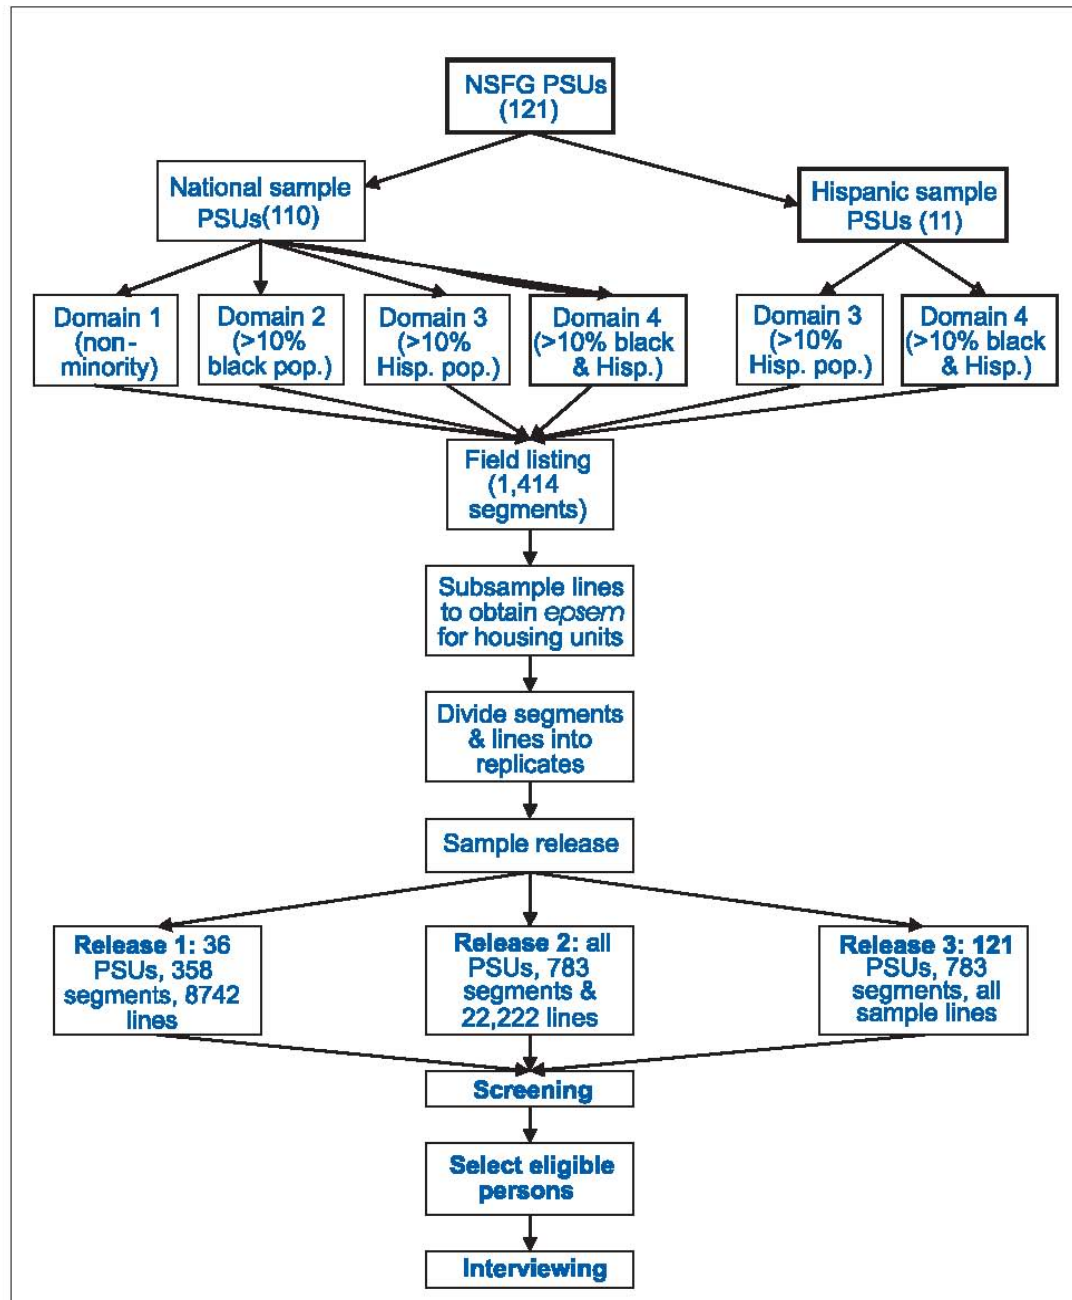 NSFG PSUs
(121)
National sample
PSUs(110)
Hispanic sample
PSUs (11)
Domain 1
(non-
minority)
Domain 2
(>10%
black pop.)
Domain 3
(>10%
Hisp. pop.)
Domain 4
(>10% black
& Hisp.)
Domain 3
(>10%
Hisp. pop.)
Domain 4
(>10% black
& Hisp.)
Field listing
(1,414
segments)
Subsample lines
to obtain epsem
for housing units
Divide segments
& lines into
replicates
Sample release
Release 1: 36
PSUs, 358
segments, 8742
lines
Release 2: all
PSUs, 783
segments &
22,222 lines
Release 3: 121
PSUs, 783
segments, all
sample lines
Screening
Select eligible
persons
Interviewing